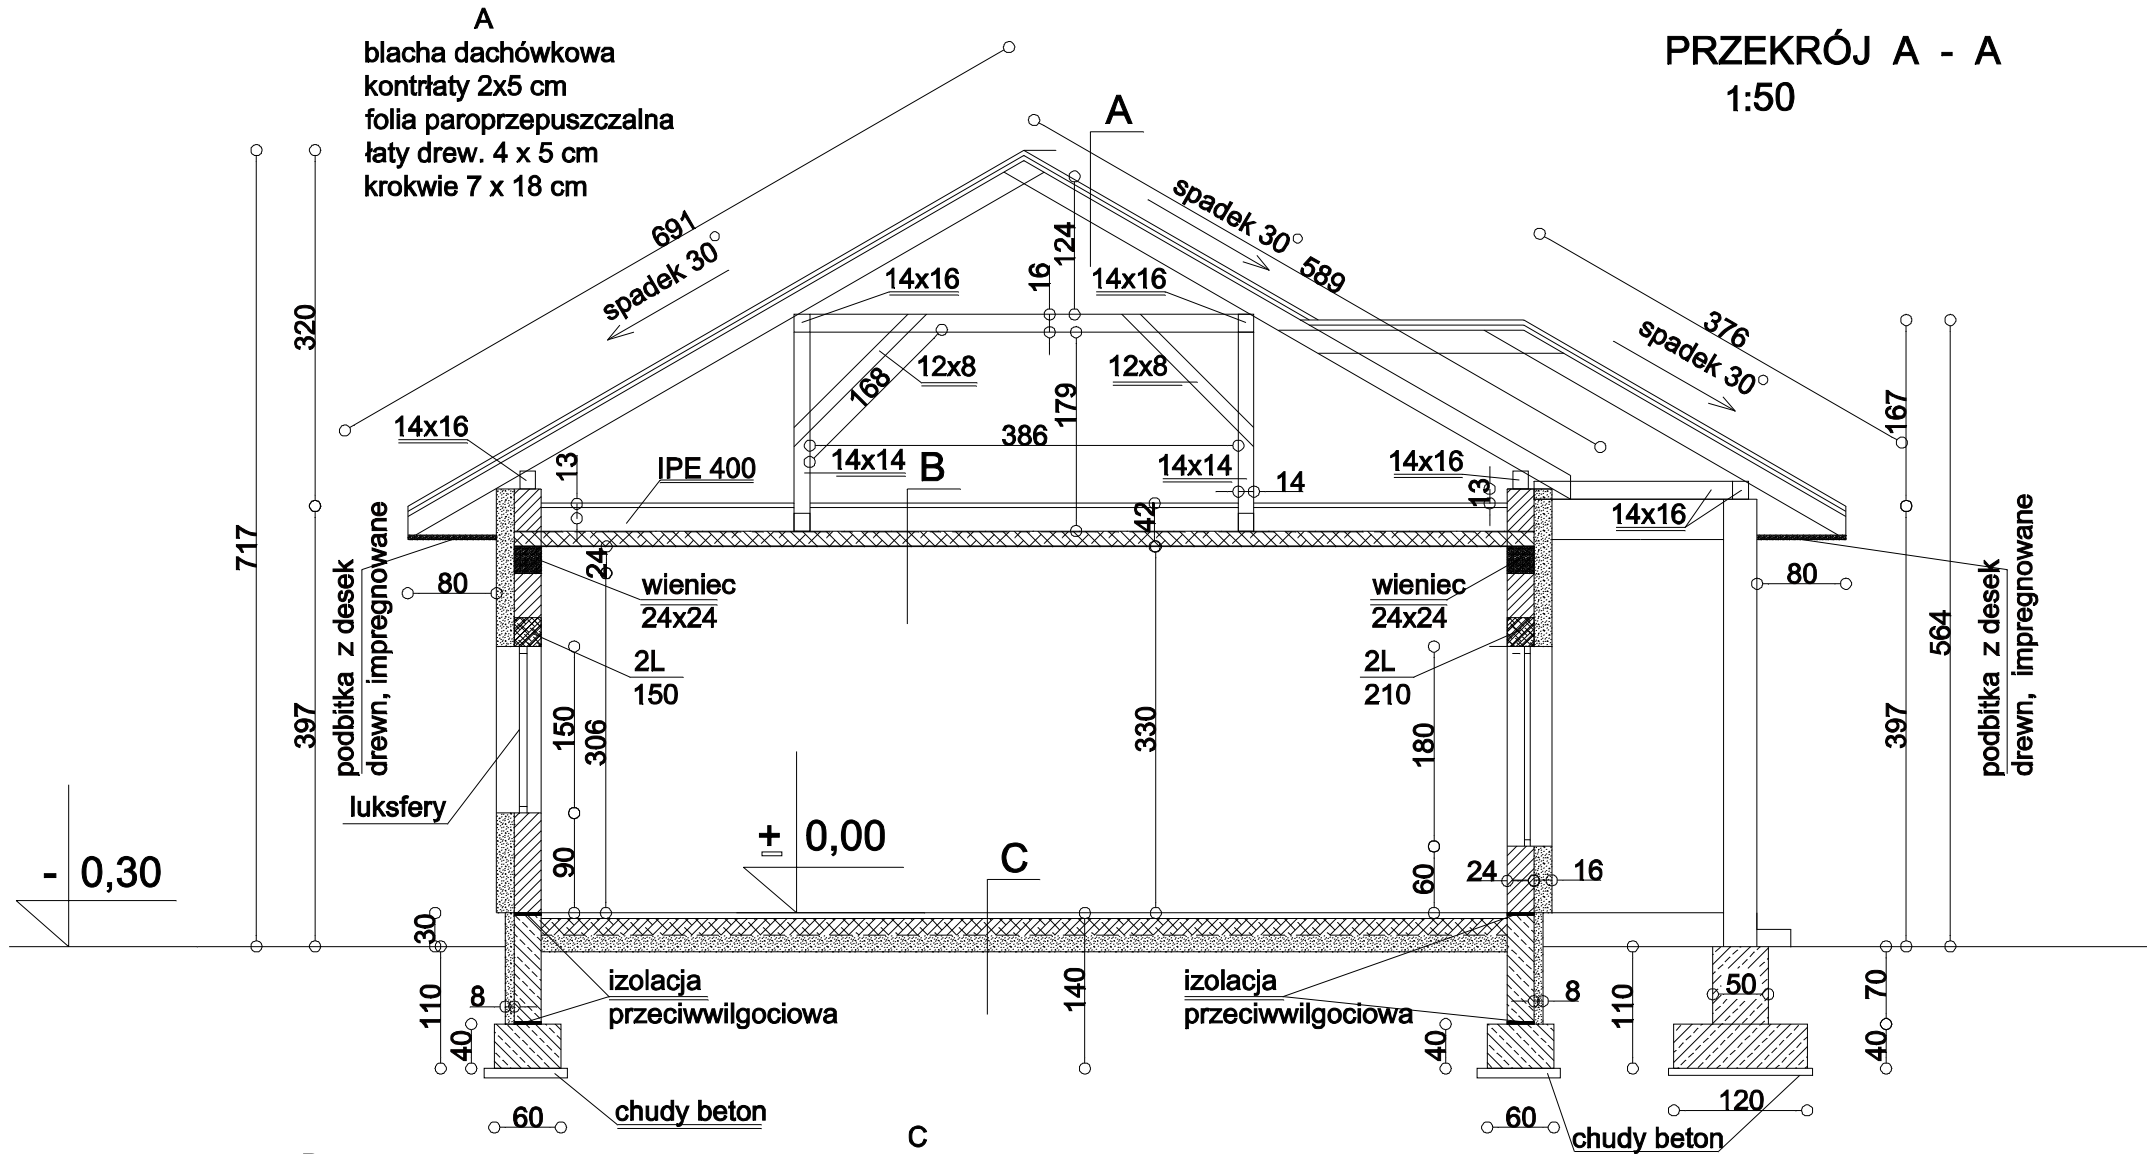 A
blacha dachówkowa
kontrłaty 2x5 cm
folia paroprzepuszczalna
łaty drew. 4 x 5 cm
krokwie 7 x 18 cm
PRZEKRÓJ A - A
1:50
A
691
spadek 30°
spadek 30°
589
376
spadek 30°
124
16
14x16
14x16
12x8
12x8
168
179
386
14x14
14x14
14
B
14x16
13
IPE 400
14x16
13
14x16
42
24
320
717
397
167
564
397
80
80
podbitka z desek
drewn, impregnowane
podbitka z desek
drewn, impregnowane
wieniec
24x24
wieniec
24x24
2L
150
2L
210
150
306
330
180
luksfery
90
60
± 0,00
C
24
16
- 0,30
30
110
8
40
izolacja
przeciwwilgociowa
140
izolacja
przeciwwilgociowa
8
40
110
50
70
40
60
chudy beton
60
120
chudy beton
C